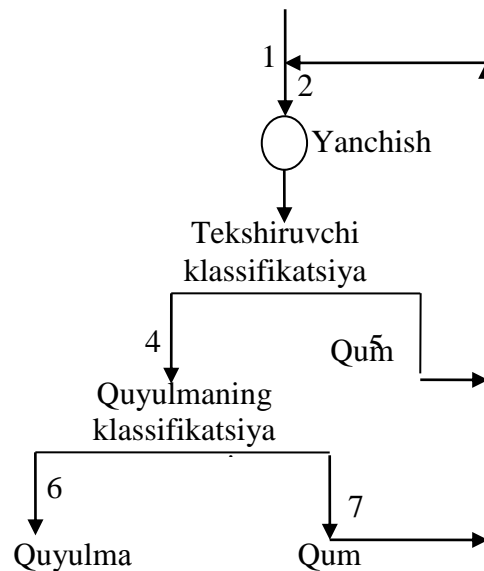 1
2
Yanchish
Tekshiruvchi
klassifikatsiya
4
5
Qum
Quyulmaning
klassifikatsiya
6
7
Quyulma
Qum